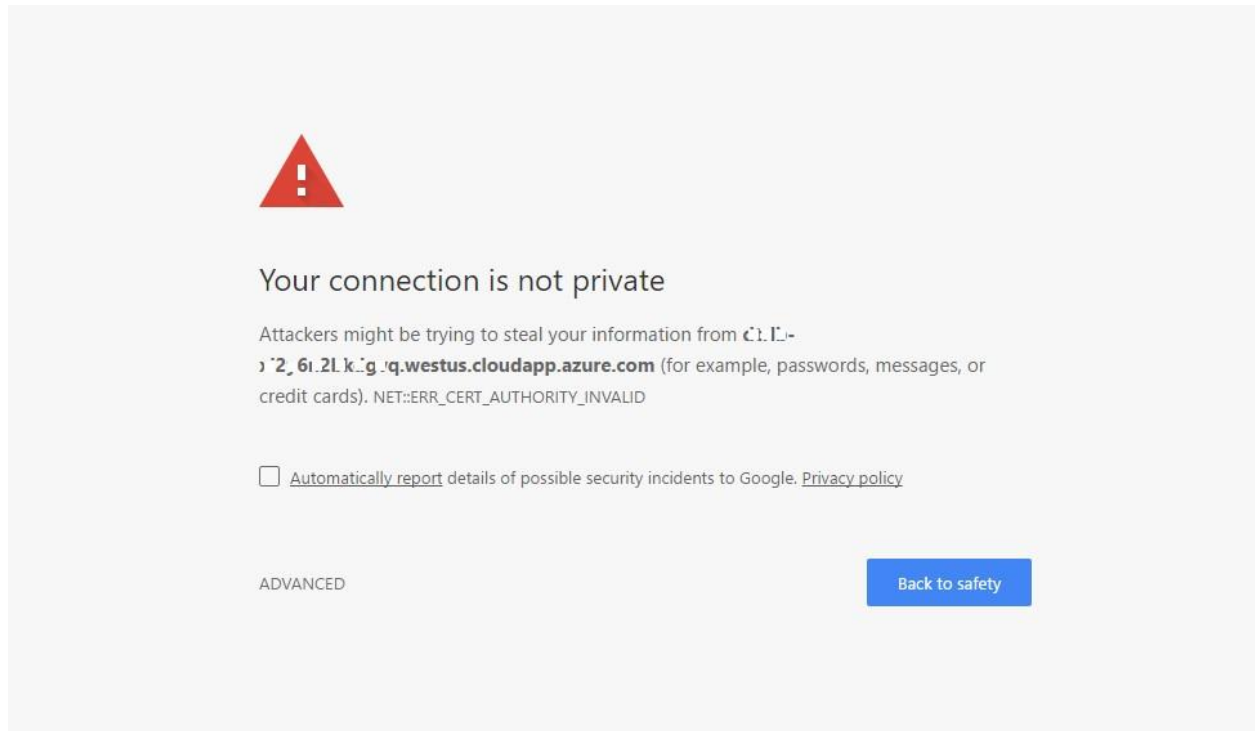 Your connection is not private
Attackers might be trying to steal your information from
.westus.cloudapp.azure.com (for example, passwords, messages, or
credit cards). NET::ERR_CERT_AUTHORITY_INVALID
Automatically report details of possible security incidents to Google. Privacy policy
ADVANCED
Back to safety